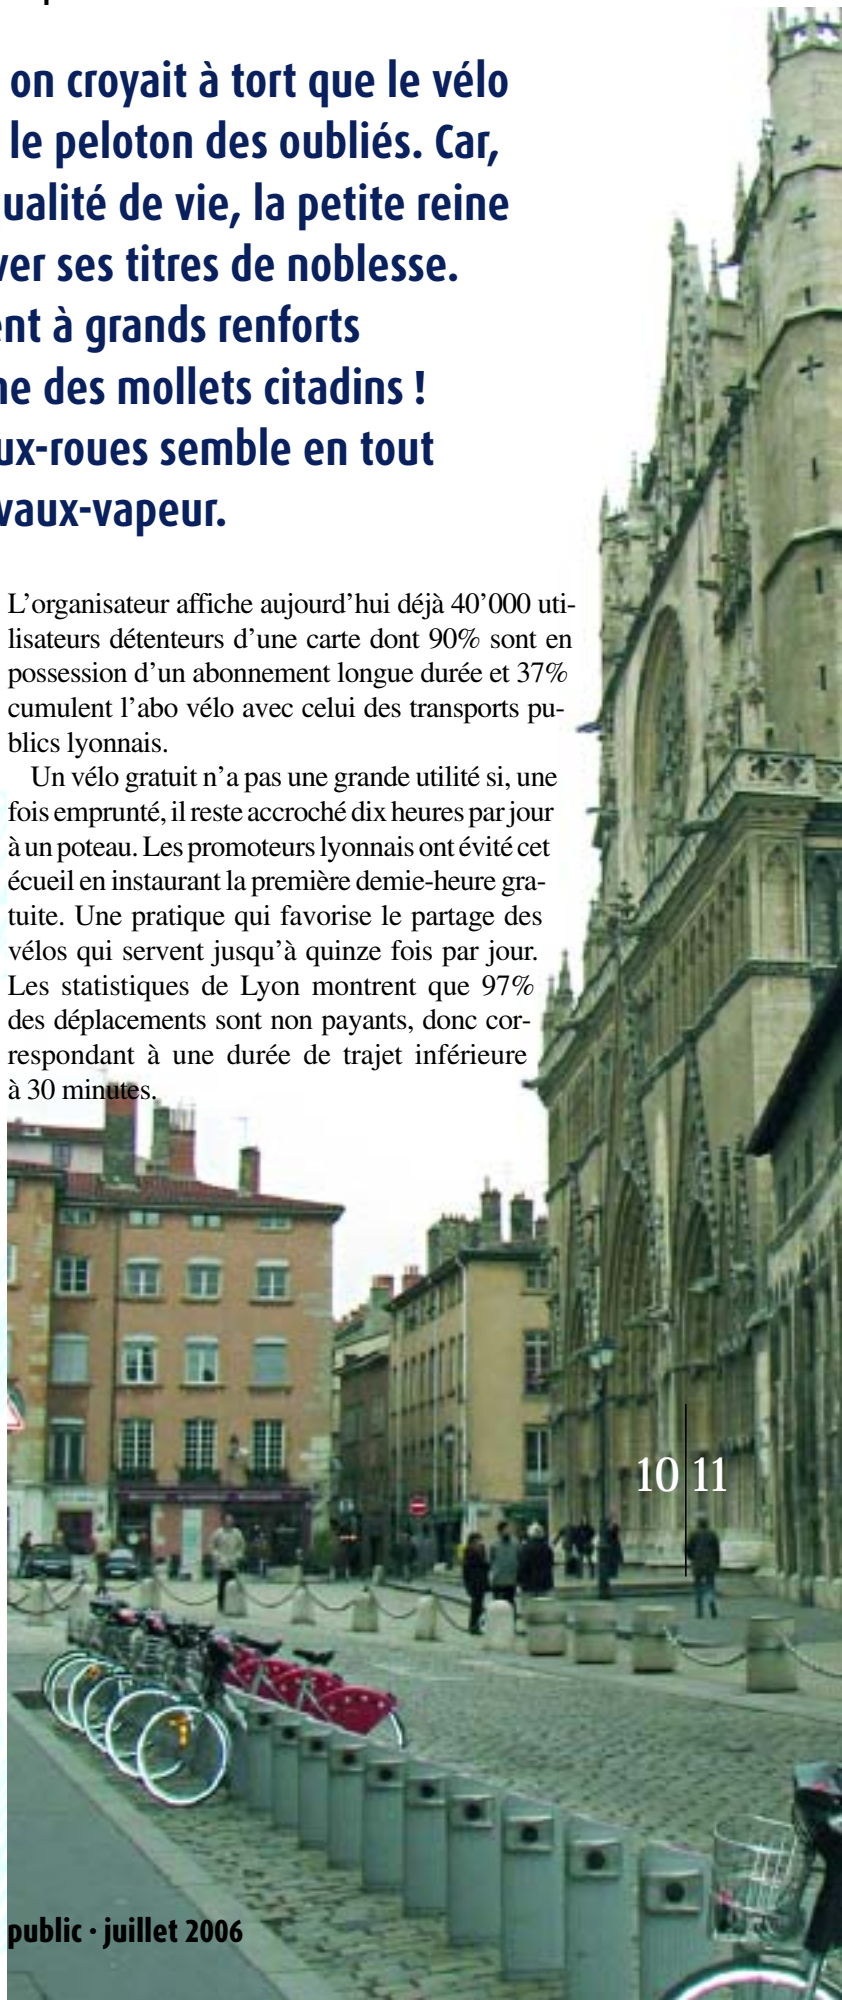 on croyait à tort que le vélo
le peloton des oubliés. Car,
ualité de vie, la petite reine
ver ses titres de noblesse.
ent à grands renforts
ne des mollets citadins !
ux-roues semble en tout
vaux-vapeur.
L’organisateur affiche aujourd’hui déjà 40’000 uti-
lisateurs détenteurs d’une carte dont 90% sont en
possession d’un abonnement longue durée et 37%
cumulent l’abo vélo avec celui des transports pu-
blics lyonnais.
Un vélo gratuit n’a pas une grande utilité si, une
fois emprunté, il reste accroché dix heures par jour
à un poteau. Les promoteurs lyonnais ont évité cet
écueil en instaurant la première demie-heure gra-
tuite. Une pratique qui favorise le partage des
vélos qui servent jusqu’à quinze fois par jour.
Les statistiques de Lyon montrent que 97%
des déplacements sont non payants, donc cor-
respondant à une durée de trajet inférieure
à 30 minutes.
10 11
public · juillet 2006